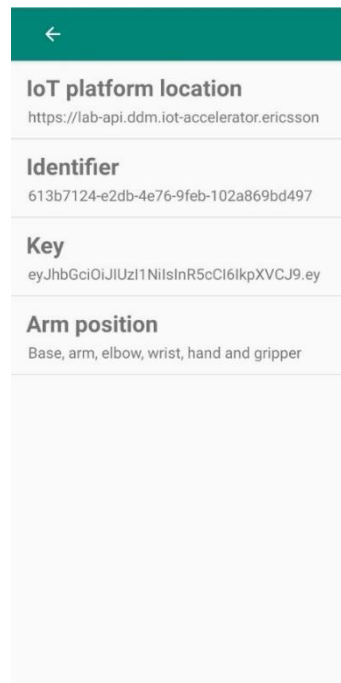 IoT platform location
https://lab-api.ddm.iot-accelerator.ericsson
Identifier
613b7124-e2db-4e76-9feb-102a869bd497
Key
eyJhbGciOiJIUzI1NiIsInR5cCI6IkpXVCJ9.ey
Arm position
Base, arm, elbow, wrist, hand and gripper